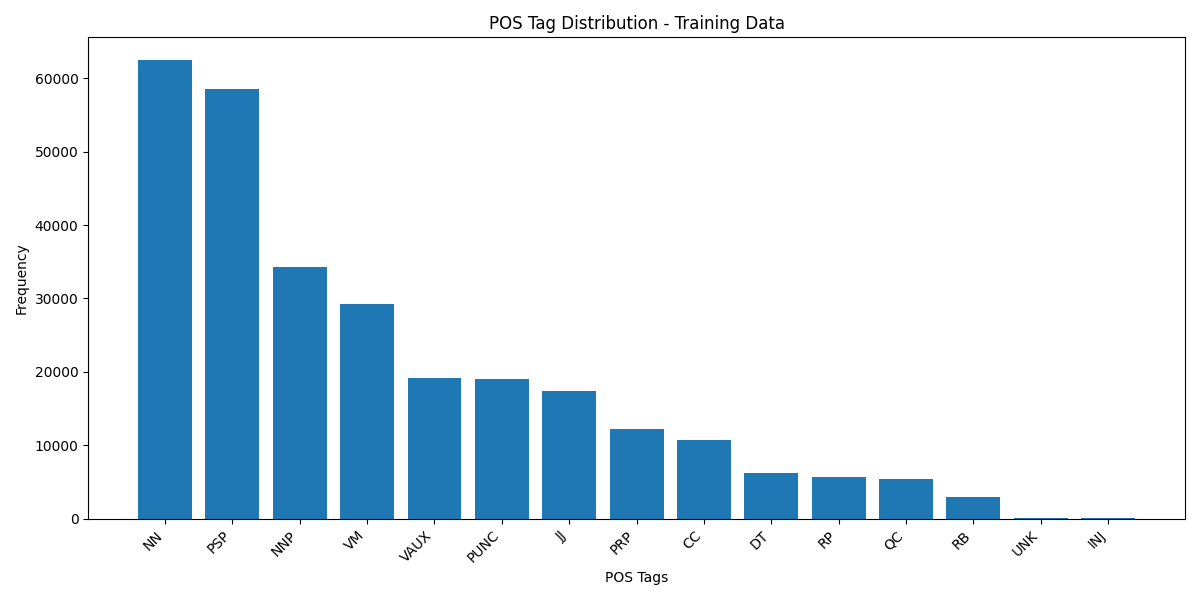 POS Tag Distribution - Training Data
Frequency
60000
50000
40000
30000
20000
10000
0
NN PSP NNP VM VAUX PUNC JJ PRP CC DT RP QC RB UNK INJ
POS Tags